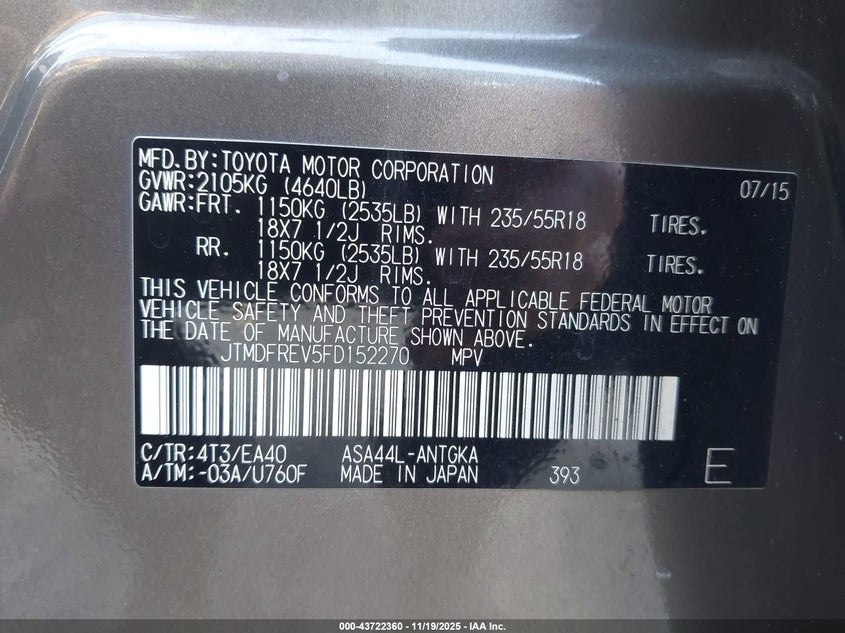 MFD.BY:TOYOTA MOTOR CORPORATION 07/15
GVWR:2105KG (4640LB)
GAWR:FRT. 1150KG (2535LB) WITH 235/55R18 TIRES.
18X7 1/2J RIMS.
RR. 1150KG (2535LB) WITH 235/55R18 TIRES.
18X7 1/2J RIMS.
THIS VEHICLE CONFORMS TO ALL APPLICABLE FEDERAL MOTOR
VEHICLE SAFETY AND THEFT PREVENTION STANDARDS IN EFFECT ON
THE DATE OF MANUFACTURE SHOWN ABOVE.
JTMDFREV5FD152270 MPV
C/TR:4T3/EA40 ASA44L-ANTGKA
A/TM:-03A/U760F MADE IN JAPAN 393 E
000-43722360 - 11/19/2025 - IAA Inc.